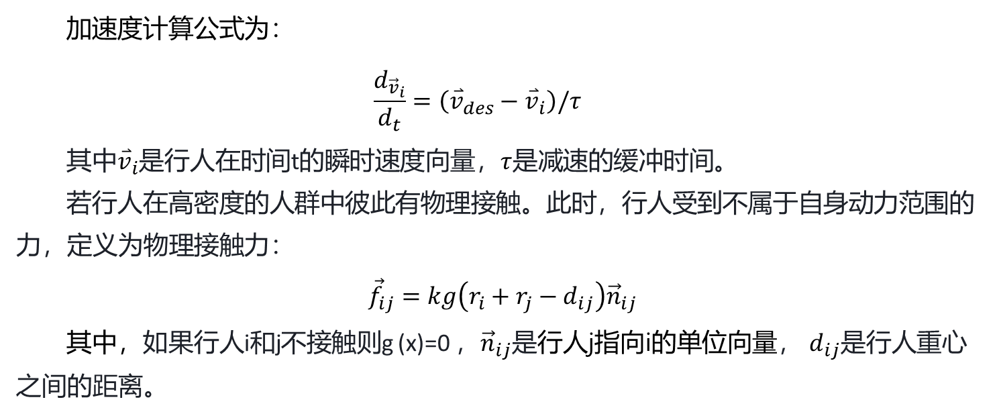 加速度计算公式为：
$\frac{d_{\vec{v}_i}}{d_t} = (\vec{v}_{des} - \vec{v}_i)/\tau$
其中$\vec{v}_i$是行人在时间t的瞬时速度向量，$\tau$是减速的缓冲时间。
若行人在高密度的人群中彼此有物理接触。此时，行人受到不属于自身动力范围的
力，定义为物理接触力：
$\vec{f}_{ij} = kg(r_i + r_j - d_{ij})\vec{n}_{ij}$
其中，如果行人i和j不接触则g (x)=0 ，$\vec{n}_{ij}$是行人j指向i的单位向量， $d_{ij}$是行人重心
之间的距离。